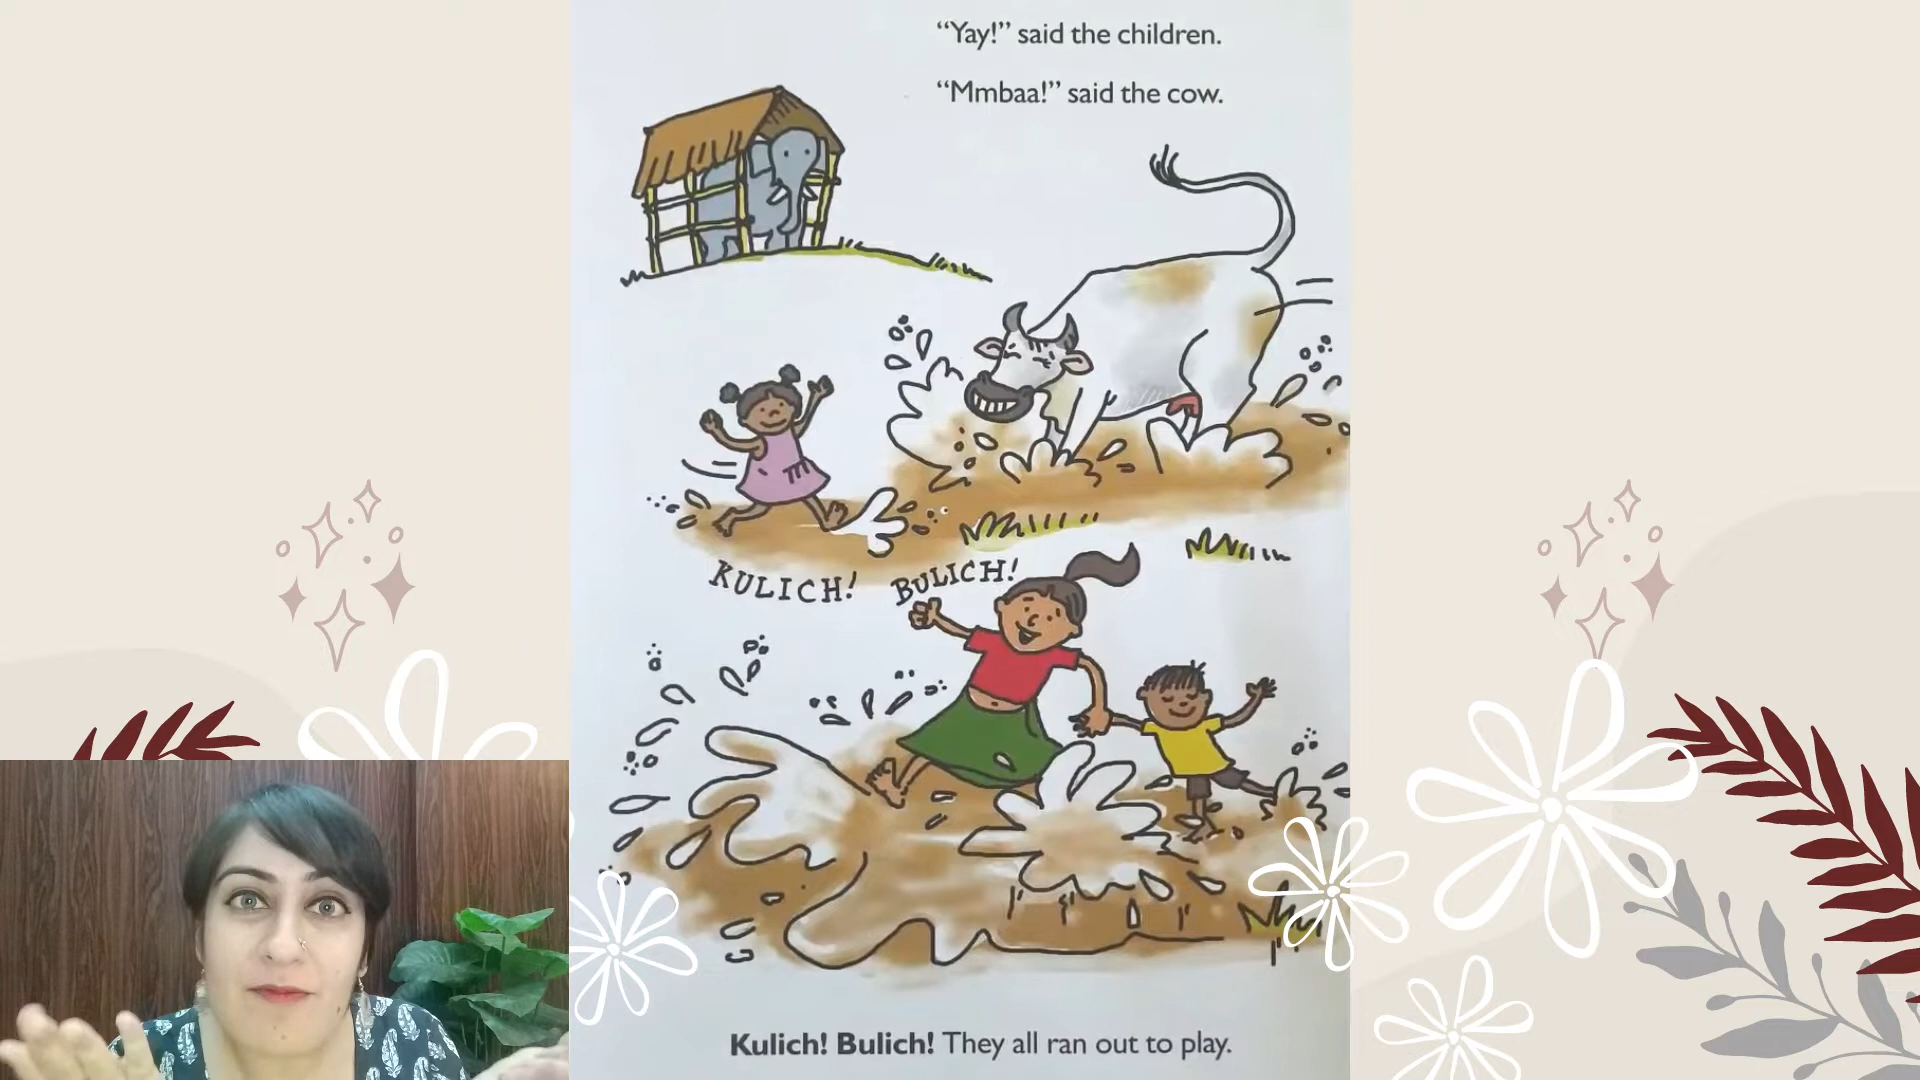 “Yay!” said the children.
“Mmbaa!” said the cow.
KULICH! BULICH!
Kulich! Bulich! They all ran out to play.